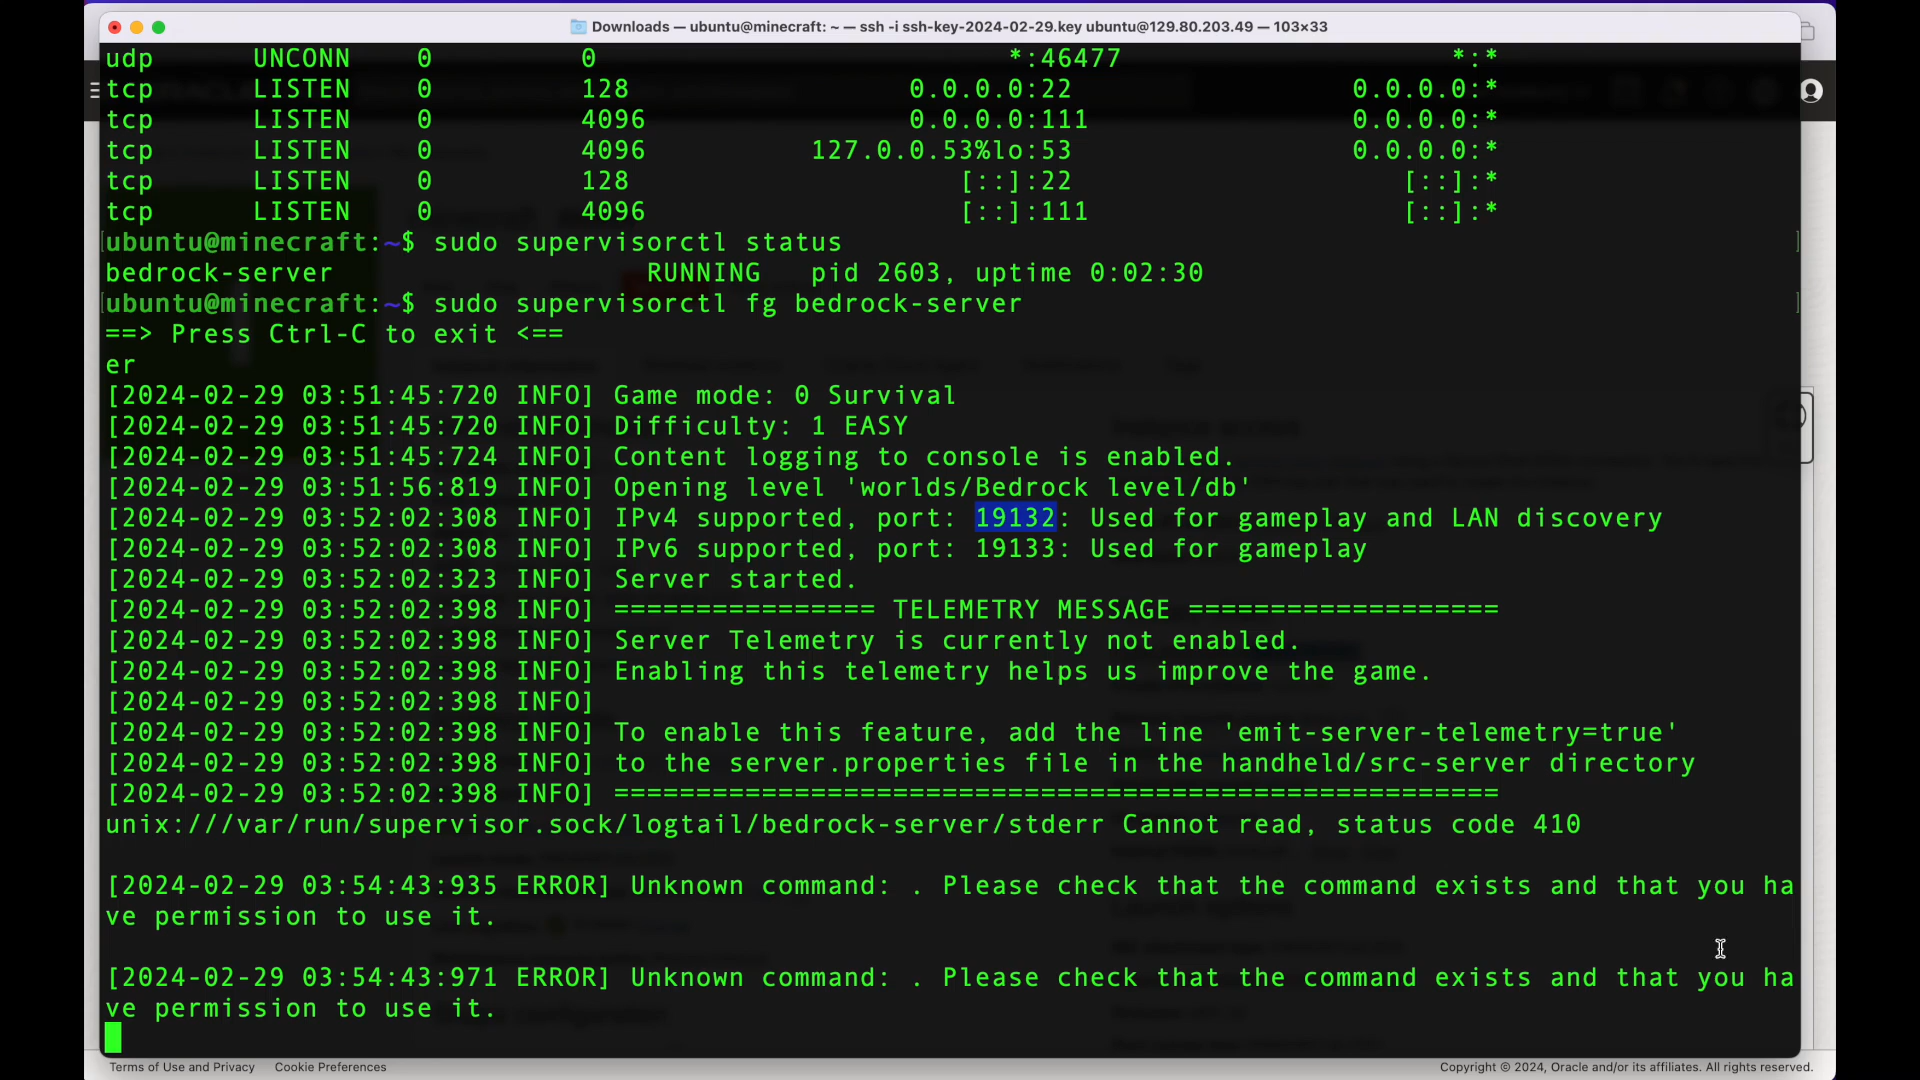 Downloads — ubuntu@minecraft: ~ — ssh -i ssh-key-2024-02-29.key ubuntu@129.80.203.49 — 103×33
udp UNCONN 0 0 *:46477 *:*
tcp LISTEN 0 128 0.0.0.0:22 0.0.0.0:*
tcp LISTEN 0 4096 0.0.0.0:111 0.0.0.0:*
tcp LISTEN 0 4096 127.0.0.53%lo:53 0.0.0.0:*
tcp LISTEN 0 128 [::]:22 [::]:*
tcp LISTEN 0 4096 [::]:111 [::]:*
[ubuntu@minecraft:~$ sudo supervisorctl status ]
bedrock-server RUNNING pid 2603, uptime 0:02:30
[ubuntu@minecraft:~$ sudo supervisorctl fg bedrock-server ]
==> Press Ctrl-C to exit <==
er
[2024-02-29 03:51:45:720 INFO] Game mode: 0 Survival
[2024-02-29 03:51:45:720 INFO] Difficulty: 1 EASY
[2024-02-29 03:51:45:724 INFO] Content logging to console is enabled.
[2024-02-29 03:51:56:819 INFO] Opening level 'worlds/Bedrock level/db'
[2024-02-29 03:52:02:308 INFO] IPv4 supported, port: 19132: Used for gameplay and LAN discovery
[2024-02-29 03:52:02:308 INFO] IPv6 supported, port: 19133: Used for gameplay
[2024-02-29 03:52:02:323 INFO] Server started.
[2024-02-29 03:52:02:398 INFO] ================ TELEMETRY MESSAGE ===================
[2024-02-29 03:52:02:398 INFO] Server Telemetry is currently not enabled.
[2024-02-29 03:52:02:398 INFO] Enabling this telemetry helps us improve the game.
[2024-02-29 03:52:02:398 INFO]
[2024-02-29 03:52:02:398 INFO] To enable this feature, add the line 'emit-server-telemetry=true'
[2024-02-29 03:52:02:398 INFO] to the server.properties file in the handheld/src-server directory
[2024-02-29 03:52:02:398 INFO] ======================================================
unix:///var/run/supervisor.sock/logtail/bedrock-server/stderr Cannot read, status code 410
[2024-02-29 03:54:43:935 ERROR] Unknown command: . Please check that the command exists and that you ha
ve permission to use it.
[2024-02-29 03:54:43:971 ERROR] Unknown command: . Please check that the command exists and that you ha
ve permission to use it.
Terms of Use and Privacy Cookie Preferences Copyright © 2024, Oracle and/or its affiliates. All rights reserved.